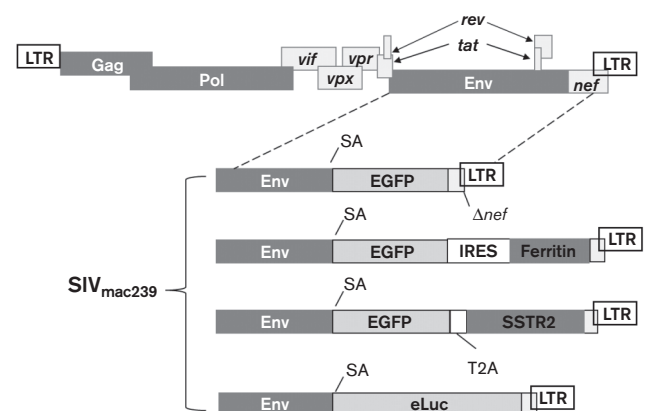 rev
LTR Gag vif vpr tat LTR
Pol vpx Env nef
SA
Env EGFP LTR
Δnef
SA
Env EGFP IRES Ferritin LTR
SIVmac239
SA
Env EGFP SSTR2 LTR
T2A
SA
Env eLuc LTR